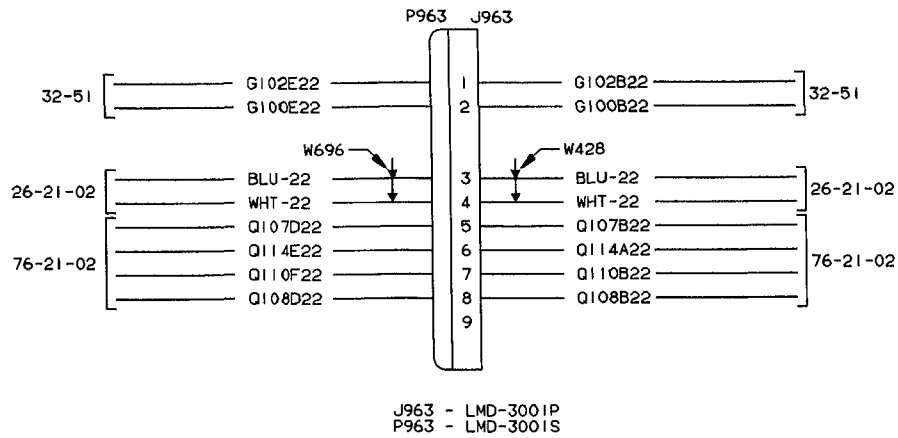 P963 J963
32-51 G102E22 1 G102B22 32-51
G100E22 2 G100B22
W696 W428
26-21-02 BLU-22 3 BLU-22 26-21-02
WHT-22 4 WHT-22
Q107D22 5 Q107B22
76-21-02 Q114E22 6 Q114A22 76-21-02
Q110F22 7 Q110B22
Q108D22 8 Q108B22
9
J963 - LMD-3001P
P963 - LMD-3001S